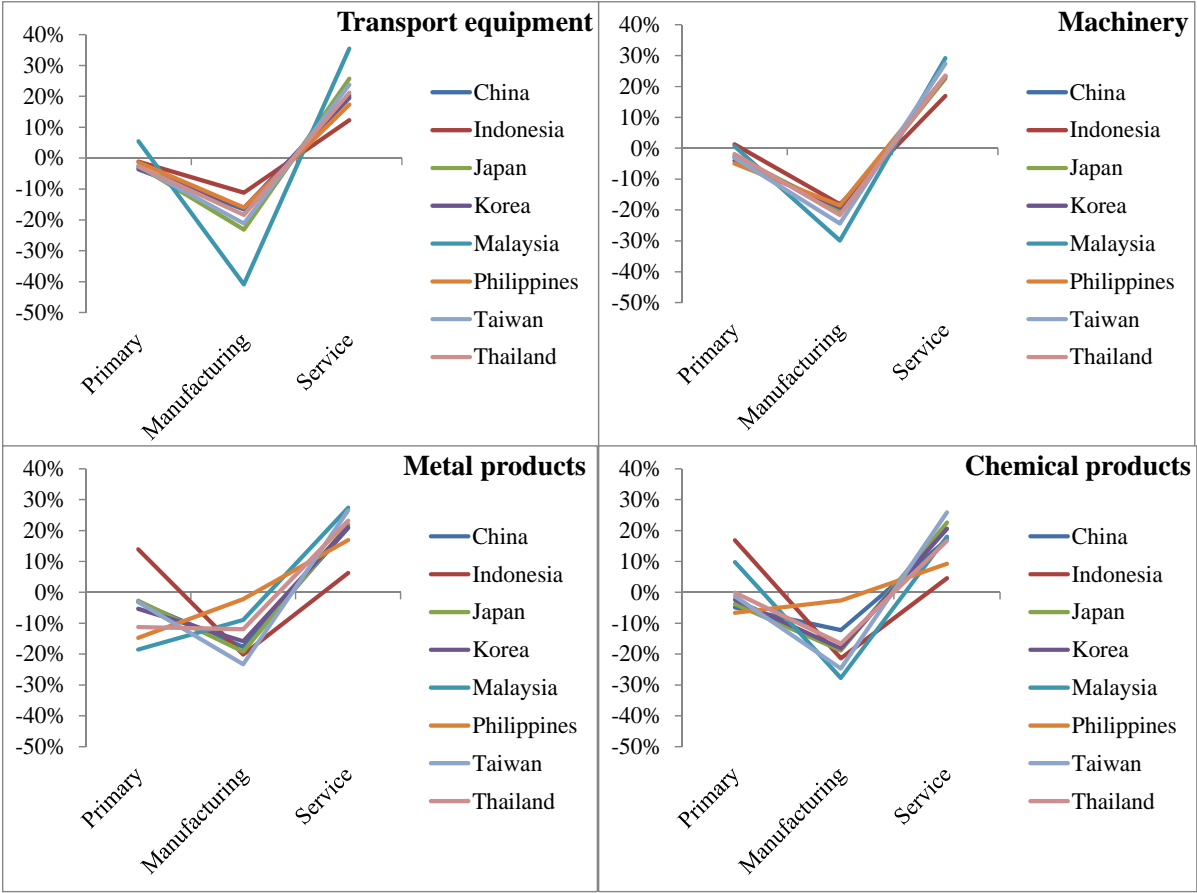 Transport equipment
40%
30%
20%
10%
0%
-10%
-20%
-30%
-40%
-50%
Primary
Manufacturing
Service
China
Indonesia
Japan
Korea
Malaysia
Philippines
Taiwan
Thailand
Machinery
40%
30%
20%
10%
0%
-10%
-20%
-30%
-40%
-50%
Primary
Manufacturing
Service
China
Indonesia
Japan
Korea
Malaysia
Philippines
Taiwan
Thailand
Metal products
40%
30%
20%
10%
0%
-10%
-20%
-30%
-40%
-50%
Primary
Manufacturing
Service
China
Indonesia
Japan
Korea
Malaysia
Philippines
Taiwan
Thailand
Chemical products
40%
30%
20%
10%
0%
-10%
-20%
-30%
-40%
-50%
Primary
Manufacturing
Service
China
Indonesia
Japan
Korea
Malaysia
Philippines
Taiwan
Thailand